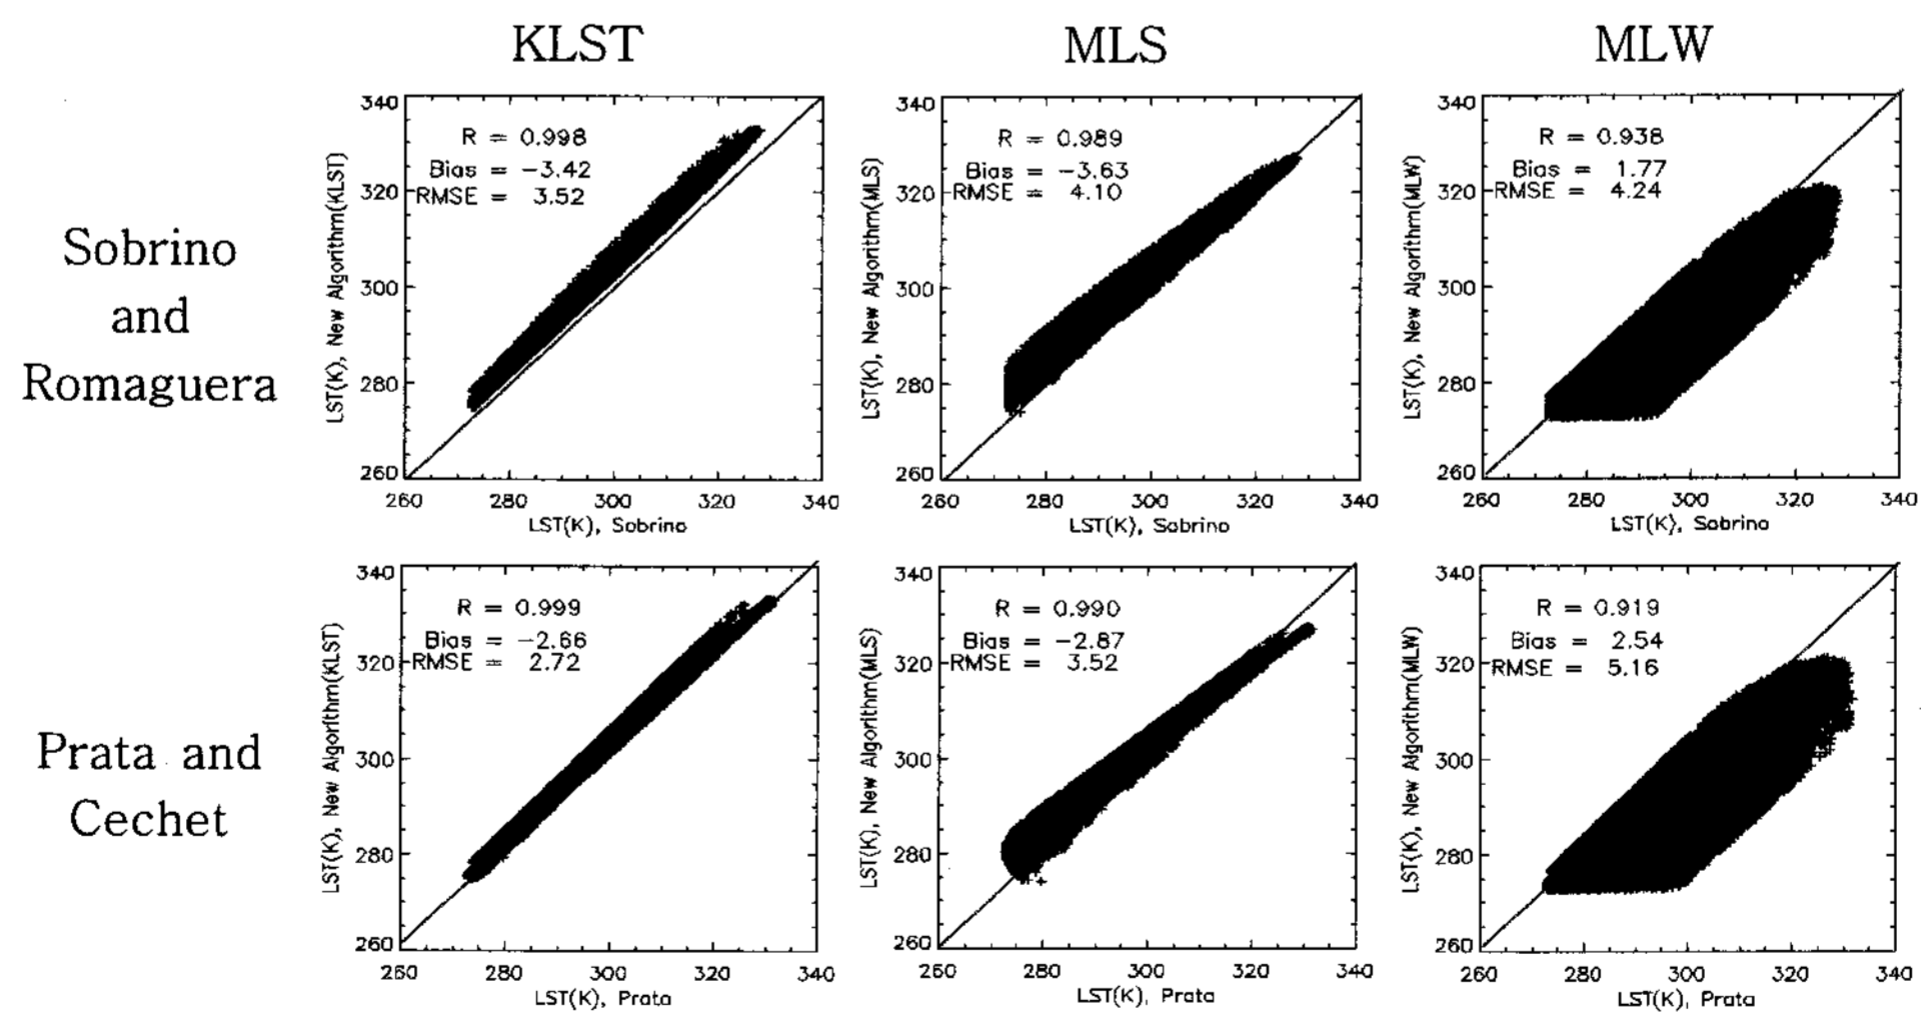 KLST
MLS
MLW
Sobrino
and
Romaguera
340
320
300
280
260
260 280 300 320 340
R = 0.998
Bias = −3.42
RMSE = 3.52
LST(K), New Algorithm(KLST)
LST(K), Sobrino
340
320
300
280
260
260 280 300 320 340
R = 0.989
Bias = −3.63
RMSE = 4.10
LST(K), New Algorithm(MLS)
LST(K), Sobrino
340
320
300
280
260
260 280 300 320 340
R = 0.938
Bias = 1.77
RMSE = 4.24
LST(K), New Algorithm(MLW)
LST(K), Sobrino
Prata and
Cechet
340
320
300
280
260
260 280 300 320 340
R = 0.999
Bias = −2.66
RMSE = 2.72
LST(K), New Algorithm(KLST)
LST(K), Prata
340
320
300
280
260
260 280 300 320 340
R = 0.990
Bias = −2.87
RMSE = 3.52
LST(K), New Algorithm(MLS)
LST(K), Prata
340
320
300
280
260
260 280 300 320 340
R = 0.919
Bias = 2.54
RMSE = 5.16
LST(K), New Algorithm(MLW)
LST(K), Prata